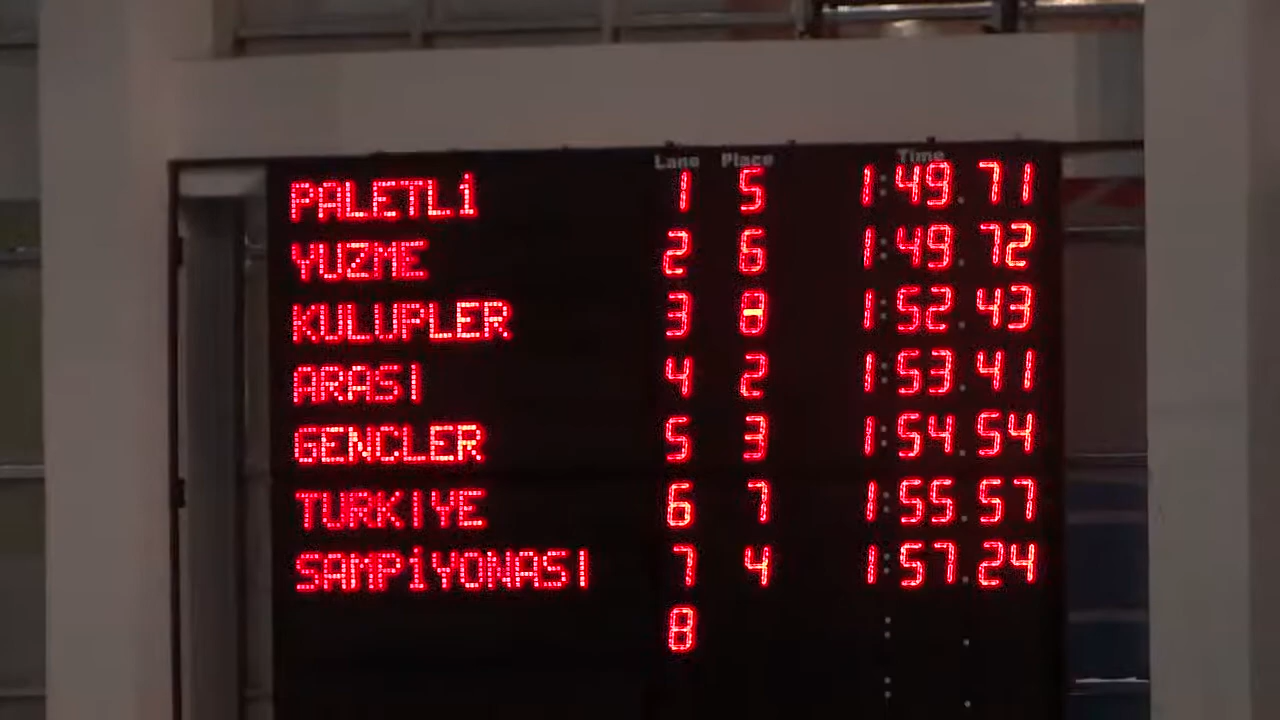 Lane Place Time
PALETLi 1 5 1:49.71
YUZME 2 6 1:49.72
KULUPLER 3 8 1:52.43
ARASI 4 2 1:53.41
GENCLER 5 3 1:54.54
TURKIYE 6 7 1:55.57
SAMPiYONASI 7 4 1:57.24
8 : .
: .